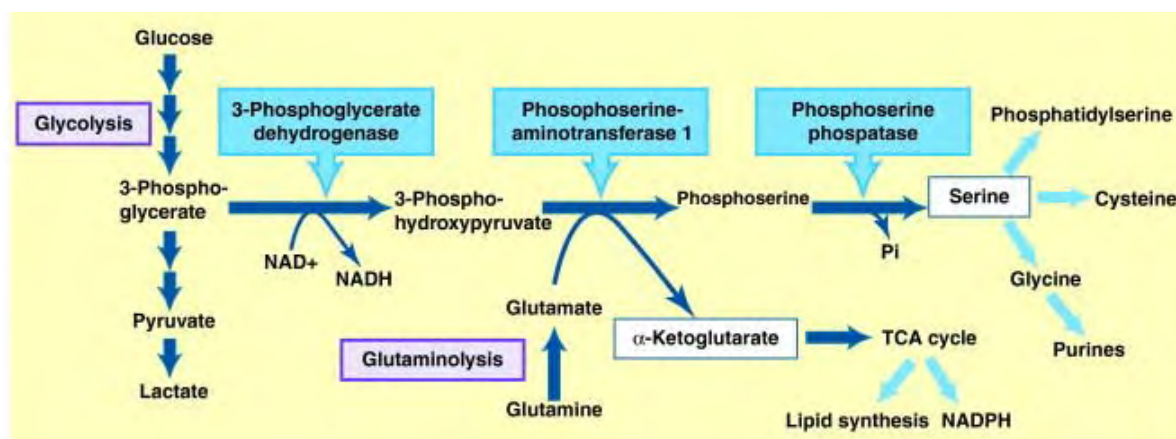 Glucose
Glycolysis
3-Phosphoglycerate
dehydrogenase
Phosophoserine-
aminotransferase 1
Phosphoserine
phospatase
Phosphatidylserine
3-Phospho-
glycerate
3-Phospho-
hydroxypyruvate
Phosphoserine
Serine
Cysteine
NAD+
NADH
Pi
Glycine
Glutamate
Pyruvate
Glutaminolysis
α-Ketoglutarate
TCA cycle
Purines
Lactate
Glutamine
Lipid synthesis
NADPH